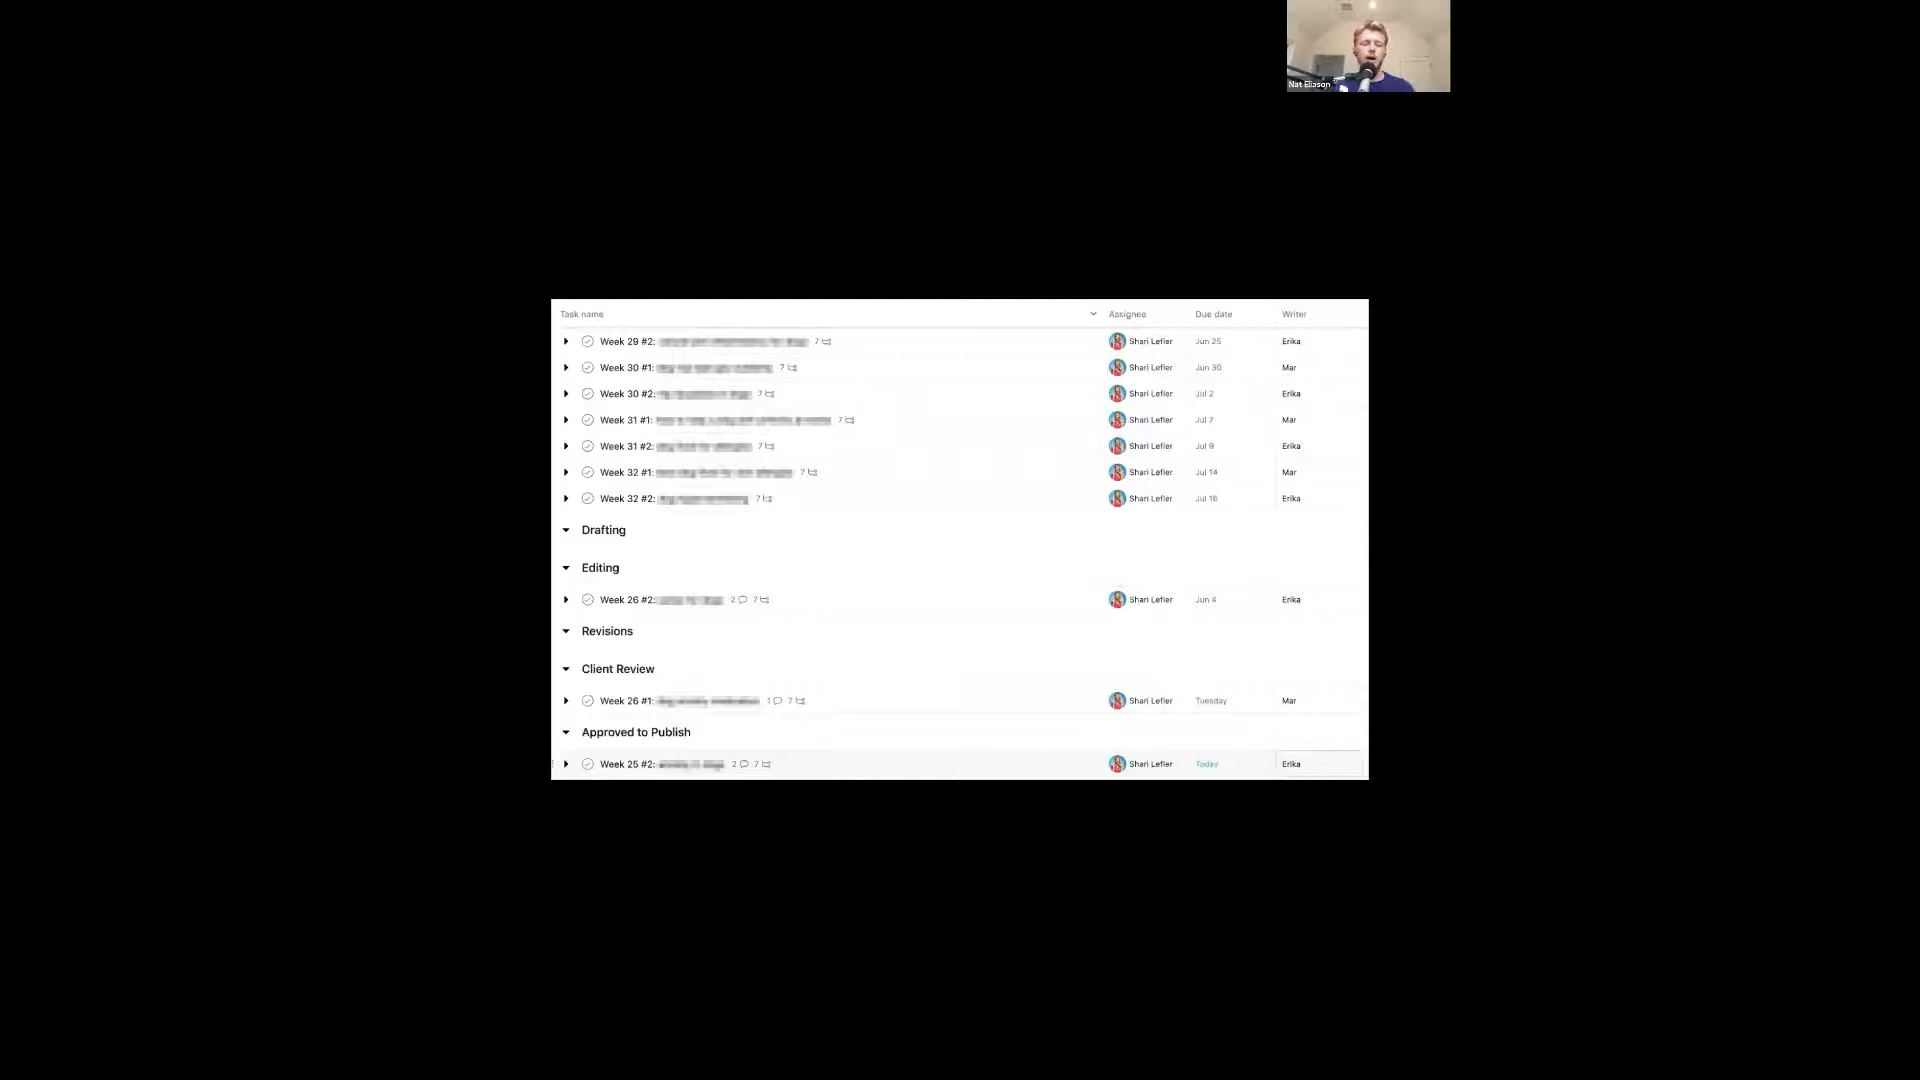 Nat Eliason
Task name Assignee Due date Writer
Week 29 #2: 7 Shari Lefler Jun 25 Erika
Week 30 #1: 7 Shari Lefler Jun 30 Mar
Week 30 #2: 7 Shari Lefler Jul 2 Erika
Week 31 #1: 7 Shari Lefler Jul 7 Mar
Week 31 #2: 7 Shari Lefler Jul 9 Erika
Week 32 #1: 7 Shari Lefler Jul 14 Mar
Week 32 #2: 7 Shari Lefler Jul 16 Erika
Drafting
Editing
Week 26 #2: 2 7 Shari Lefler Jun 4 Erika
Revisions
Client Review
Week 26 #1: 1 7 Shari Lefler Tuesday Mar
Approved to Publish
Week 25 #2: 2 7 Shari Lefler Today Erika